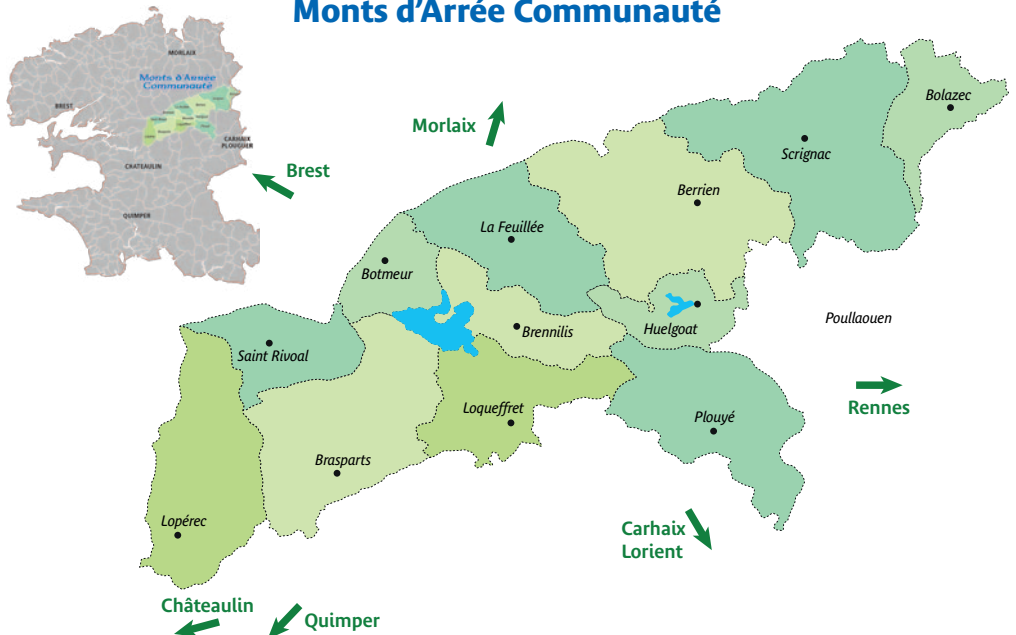 Monts d'Arrée Communauté
MORLAIX
Monts d'Arrée
Communauté
BREST
CARHAIX
PLOUGUER
CHATEAULIN
QUIMPER
Morlaix
Brest
Bolazec
Scrignac
Berrien
La Feuillée
Botmeur
Brennilis
Huelgoat
Poullaouen
Saint Rivoal
Rennes
Loqueffret
Plouyé
Brasparts
Lopérec
Carhaix
Lorient
Châteaulin
Quimper